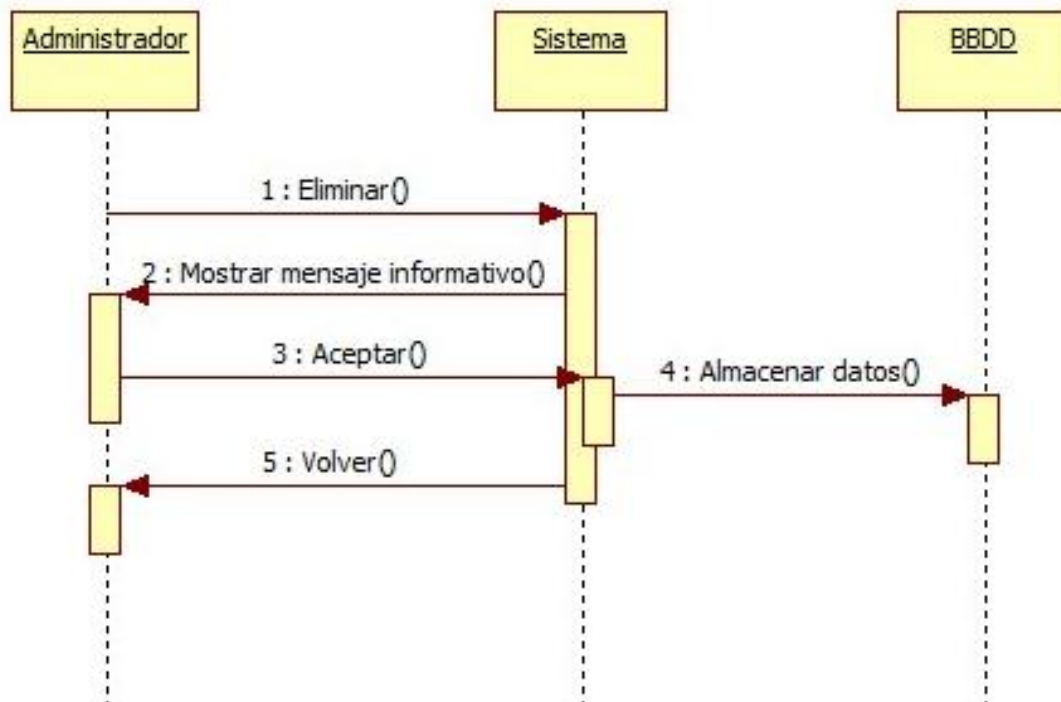 Administrador
Sistema
BBDD
1 : Eliminar()
2 : Mostrar mensaje informativo()
3 : Aceptar()
4 : Almacenar datos()
5 : Volver()